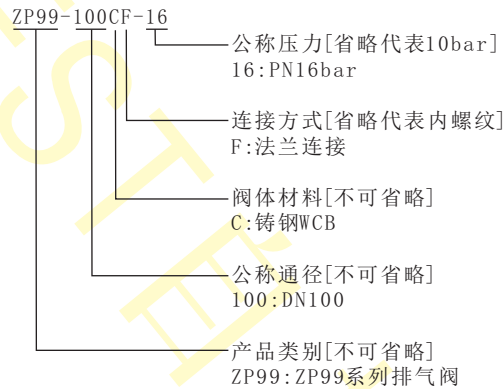 ZP99-100CF-16
公称压力[省略代表10bar]
16:PN16bar
连接方式[省略代表内螺纹]
F:法兰连接
阀体材料[不可省略]
C:铸钢WCB
公称通径[不可省略]
100:DN100
产品类别[不可省略]
ZP99:ZP99系列排气阀